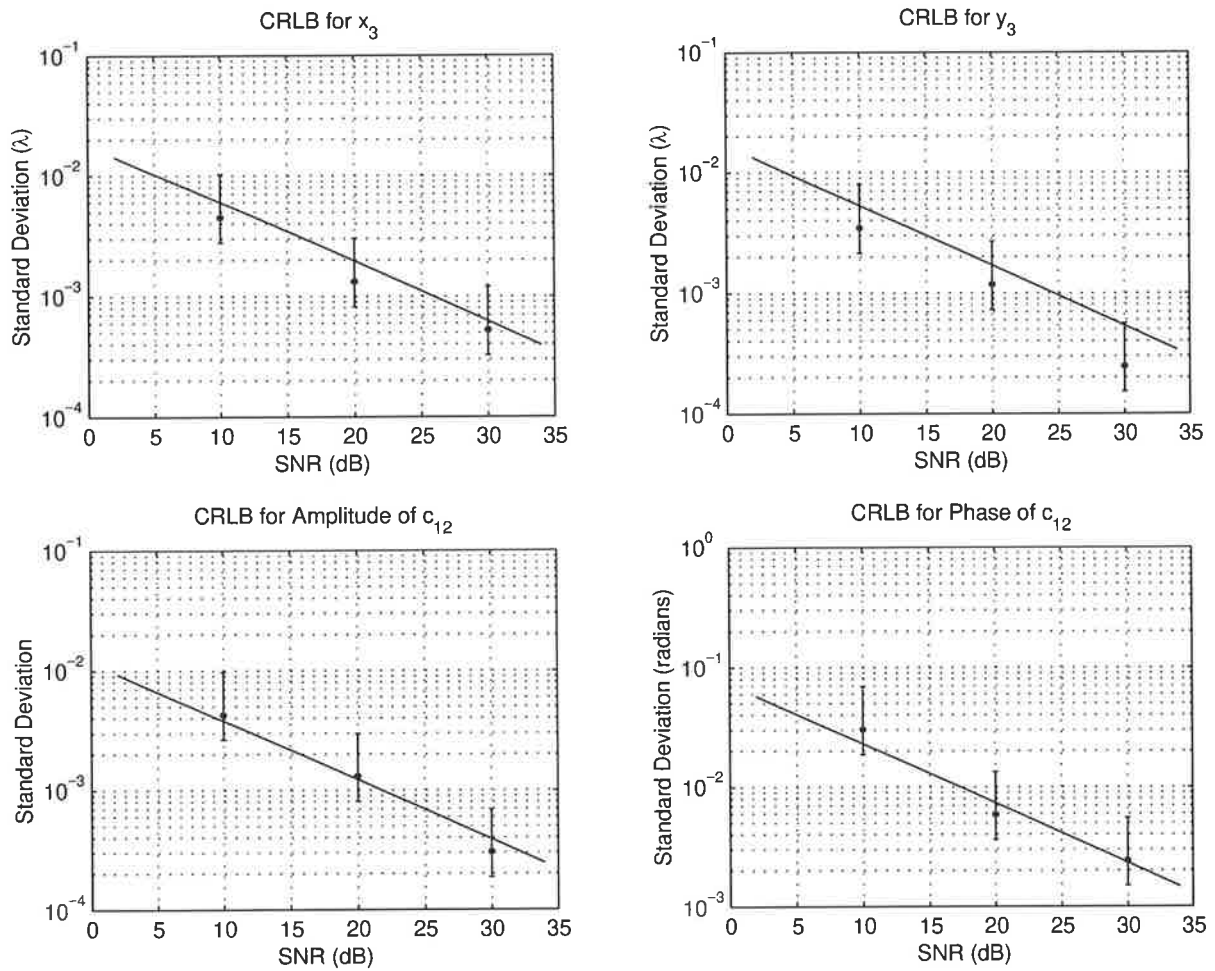 CRLB for x3
Standard Deviation (λ)
10^-1
10^-2
10^-3
10^-4
0 5 10 15 20 25 30 35
SNR (dB)
CRLB for y3
Standard Deviation (λ)
10^-1
10^-2
10^-3
10^-4
0 5 10 15 20 25 30 35
SNR (dB)
CRLB for Amplitude of c12
Standard Deviation
10^-1
10^-2
10^-3
10^-4
0 5 10 15 20 25 30 35
SNR (dB)
CRLB for Phase of c12
Standard Deviation (radians)
10^0
10^-1
10^-2
10^-3
0 5 10 15 20 25 30 35
SNR (dB)